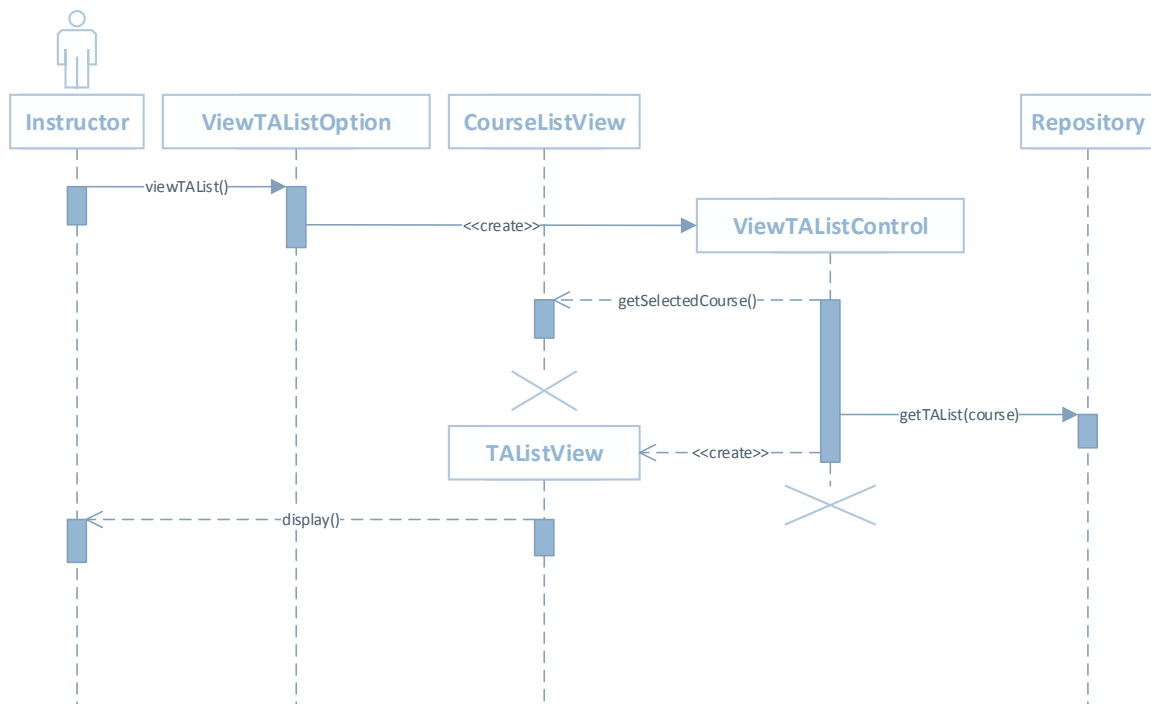 Instructor
ViewTAListOption
CourseListView
Repository
viewTAList()
<<create>>
ViewTAListControl
getSelectedCourse()
getTAList(course)
TAListView
<<create>>
display()